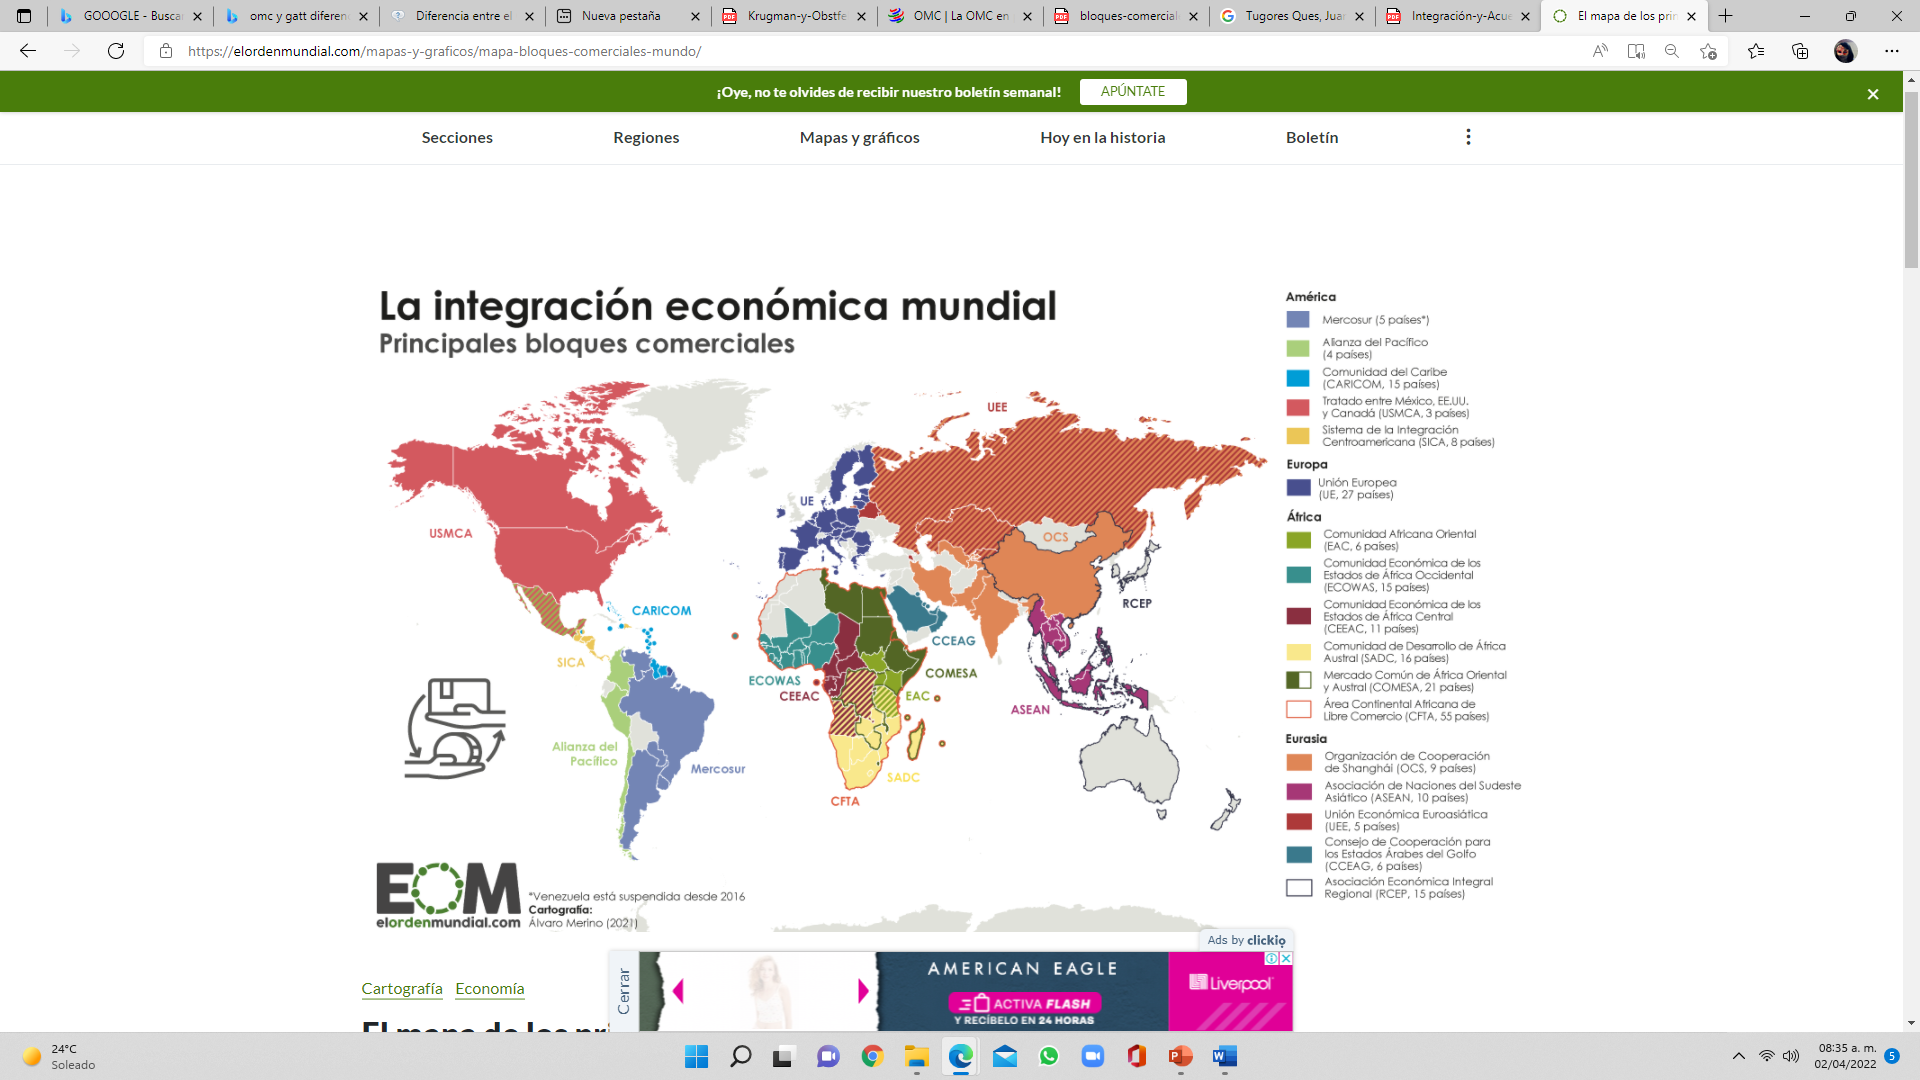 GOOOGLE - Busca
omc y gatt diferen
Diferencia entre el
Nueva pestaña
Krugman-y-Obstfe
OMC | La OMC en
bloques-comercial
Tugores Ques, Jua
Integración-y-Acue
El mapa de los prin
https://elordenmundial.com/mapas-y-graficos/mapa-bloques-comerciales-mundo/
¡Oye, no te olvides de recibir nuestro boletín semanal!
APÚNTATE
Secciones
Regiones
Mapas y gráficos
Hoy en la historia
Boletín
La integración económica mundial
Principales bloques comerciales
UEE
UE
USMCA
OCS
RCEP
CARICOM
CCEAG
SICA
COMESA
ECOWAS
CEEAC
EAC
ASEAN
Alianza del
Pacífico
Mercosur
SADC
CFTA
América
Mercosur (5 países*)
Alianza del Pacífico
(4 países)
Comunidad del Caribe
(CARICOM, 15 países)
Tratado entre México, EE.UU.
y Canadá (USMCA, 3 países)
Sistema de la Integración
Centroamericana (SICA, 8 países)
Europa
Unión Europea
(UE, 27 países)
África
Comunidad Africana Oriental
(EAC, 6 países)
Comunidad Económica de los
Estados de África Occidental
(ECOWAS, 15 países)
Comunidad Económica de los
Estados de África Central
(CEEAC, 11 países)
Comunidad de Desarrollo de África
Austral (SADC, 16 países)
Mercado Común de África Oriental
y Austral (COMESA, 21 países)
Área Continental Africana de
Libre Comercio (CFTA, 55 países)
Eurasia
Organización de Cooperación
de Shanghái (OCS, 9 países)
Asociación de Naciones del Sudeste
Asiático (ASEAN, 10 países)
Unión Económica Euroasiática
(UEE, 5 países)
Consejo de Cooperación para
los Estados Árabes del Golfo
(CCEAG, 6 países)
Asociación Económica Integral
Regional (RCEP, 15 países)
EOM
elordenmundial.com
*Venezuela está suspendida desde 2016
Cartografía:
Álvaro Merino (2021)
Ads by clickio
Cerrar
AMERICAN EAGLE
ACTIVA FLASH
Y RECÍBELO EN 24 HORAS
Liverpool
Cartografía
Economía
El mapa de los pri
24°C
Soleado
08:35 a. m.
02/04/2022
5